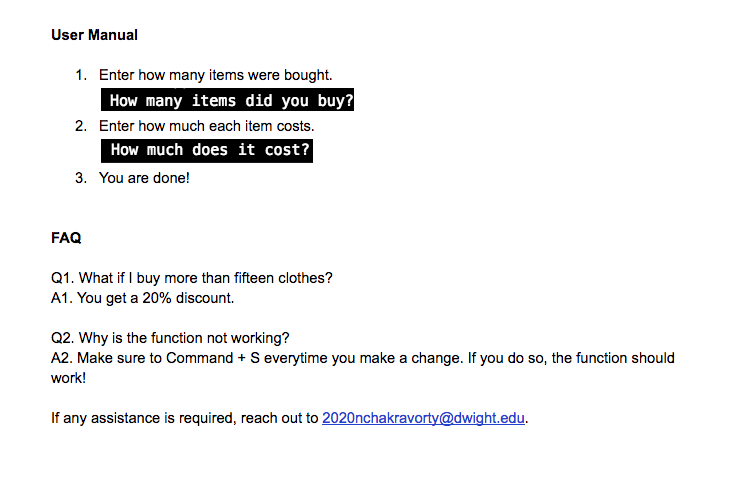 User Manual
1. Enter how many items were bought.
How many items did you buy?
2. Enter how much each item costs.
How much does it cost?
3. You are done!
FAQ
Q1. What if I buy more than fifteen clothes?
A1. You get a 20% discount.
Q2. Why is the function not working?
A2. Make sure to Command + S everytime you make a change. If you do so, the function should
work!
If any assistance is required, reach out to 2020nchakravorty@dwight.edu.